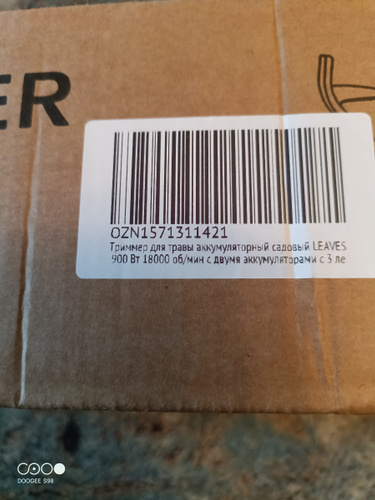 ER
OZN1571311421
Триммер для травы аккумуляторный садовый LEAVES
900 Вт 18000 об/мин с двумя аккумуляторами с 3 ле
DOOGEE S98